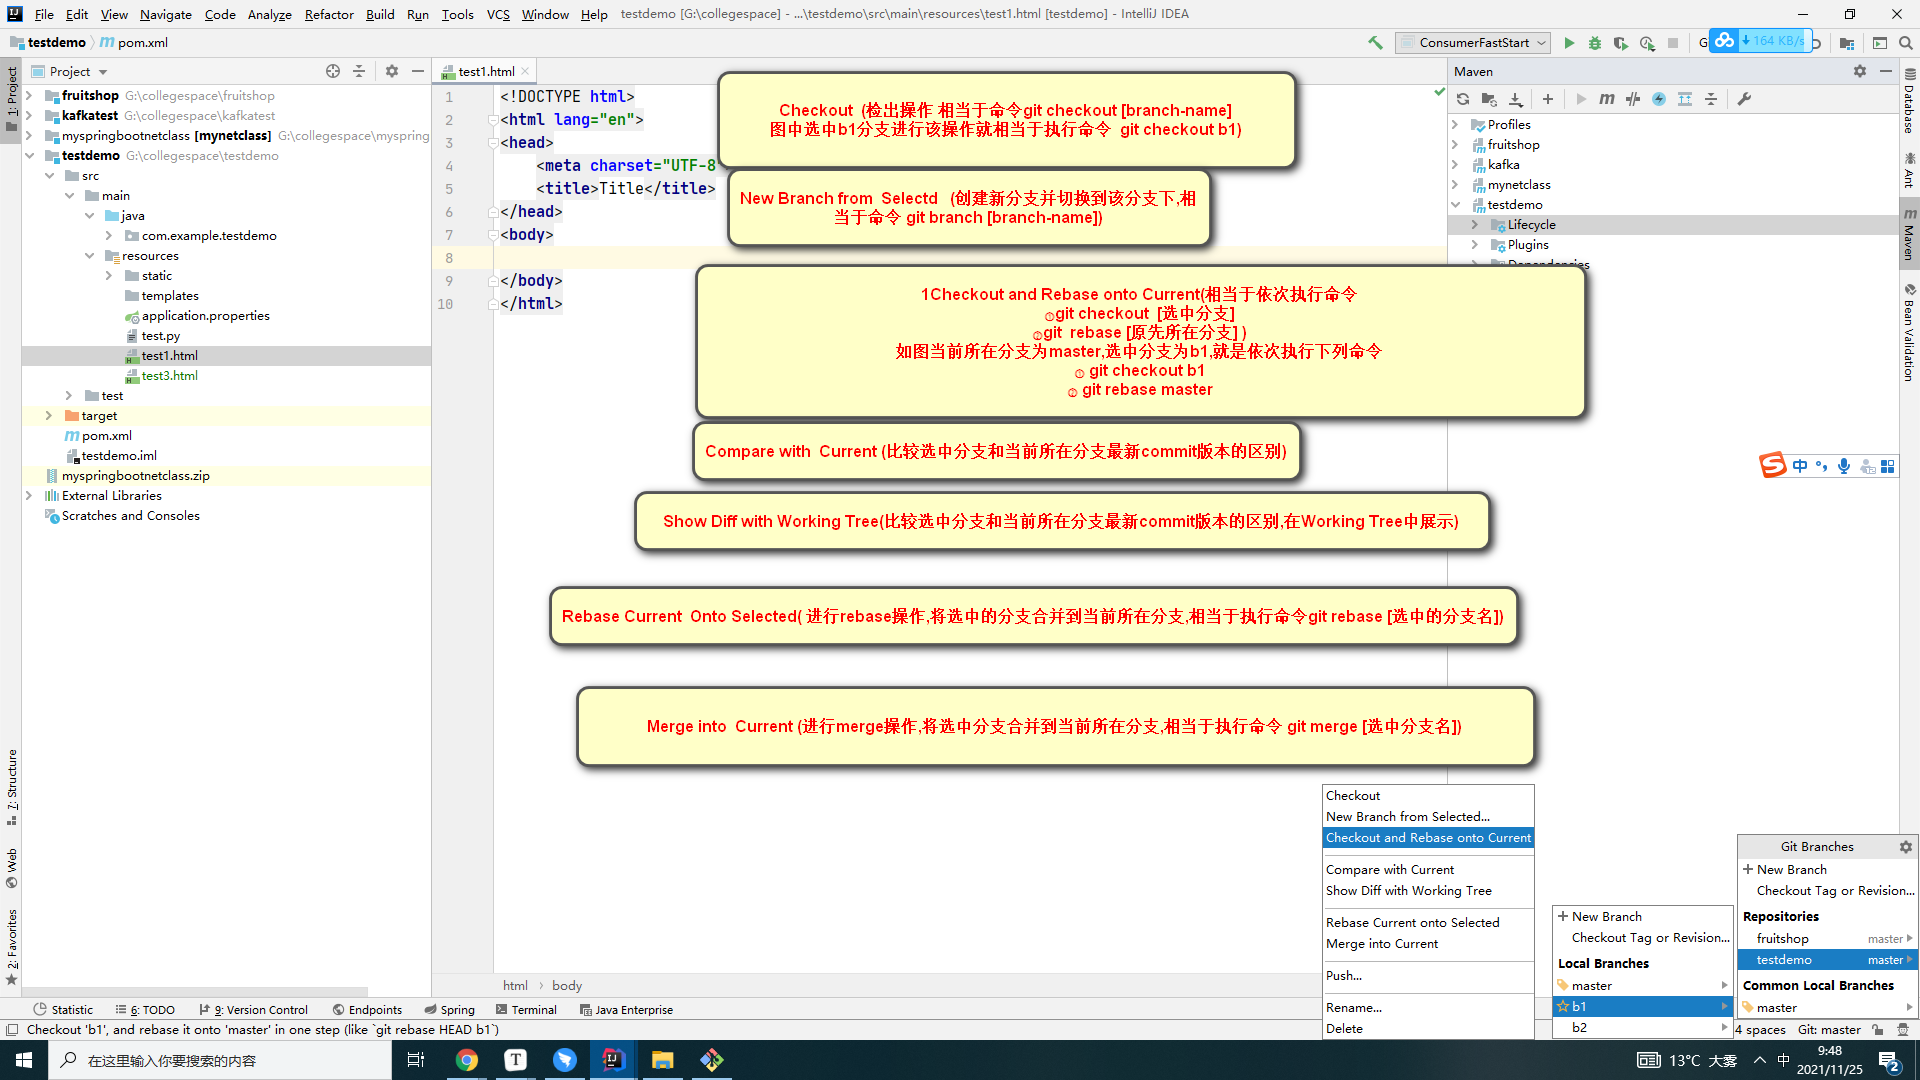 File Edit View Navigate Code Analyze Refactor Build Run Tools VCS Window Help testdemo [G:\collegespace] - ...\testdemo\src\main\resources\test1.html [testdemo] - IntelliJ IDEA
testdemo pom.xml
ConsumerFastStart
164 KB/s
Project
test1.html
Maven
fruitshop G:\collegespace\fruitshop
kafkatest G:\collegespace\kafkatest
myspringbootnetclass [mynetclass] G:\collegespace\myspring
testdemo G:\collegespace\testdemo
src
main
java
com.example.testdemo
resources
static
templates
application.properties
test.py
test1.html
test3.html
test
target
pom.xml
testdemo.iml
myspringbootnetclass.zip
External Libraries
Scratches and Consoles
1: Project
7: Structure
Web
2: Favorites
1 <!DOCTYPE html>
2 <html lang="en">
3 <head>
4 <meta charset="UTF-8"
5 <title>Title</title>
6 </head>
7 <body>
8
9 </body>
10 </html>
Checkout (检出操作 相当于命令git checkout [branch-name]
图中选中b1分支进行该操作就相当于执行命令 git checkout b1)
New Branch from Selectd (创建新分支并切换到该分支下,相
当于命令 git branch [branch-name])
1Checkout and Rebase onto Current(相当于依次执行命令
①git checkout [选中分支]
②git rebase [原先所在分支] )
如图当前所在分支为master,选中分支为b1,就是依次执行下列命令
① git checkout b1
② git rebase master
Compare with Current (比较选中分支和当前所在分支最新commit版本的区别)
Show Diff with Working Tree(比较选中分支和当前所在分支最新commit版本的区别,在Working Tree中展示)
Rebase Current Onto Selected( 进行rebase操作,将选中的分支合并到当前所在分支,相当于执行命令git rebase [选中的分支名])
Merge into Current (进行merge操作,将选中分支合并到当前所在分支,相当于执行命令 git merge [选中分支名])
Profiles
fruitshop
kafka
mynetclass
testdemo
Lifecycle
Plugins
Dependencies
Database
Ant
Maven
Bean Validation
中
Checkout
New Branch from Selected...
Checkout and Rebase onto Current
Compare with Current
Show Diff with Working Tree
Rebase Current onto Selected
Merge into Current
Push...
Rename...
Delete
New Branch
Checkout Tag or Revision...
Local Branches
master
b1
b2
Git Branches
New Branch
Checkout Tag or Revision...
Repositories
fruitshop master
testdemo master
Common Local Branches
master
html body
Statistic 6: TODO 9: Version Control Endpoints Spring Terminal Java Enterprise
Checkout 'b1', and rebase it onto 'master' in one step (like `git rebase HEAD b1`)
4 spaces Git: master
在这里输入你要搜索的内容
13°C 大雾
中
9:48
2021/11/25
2